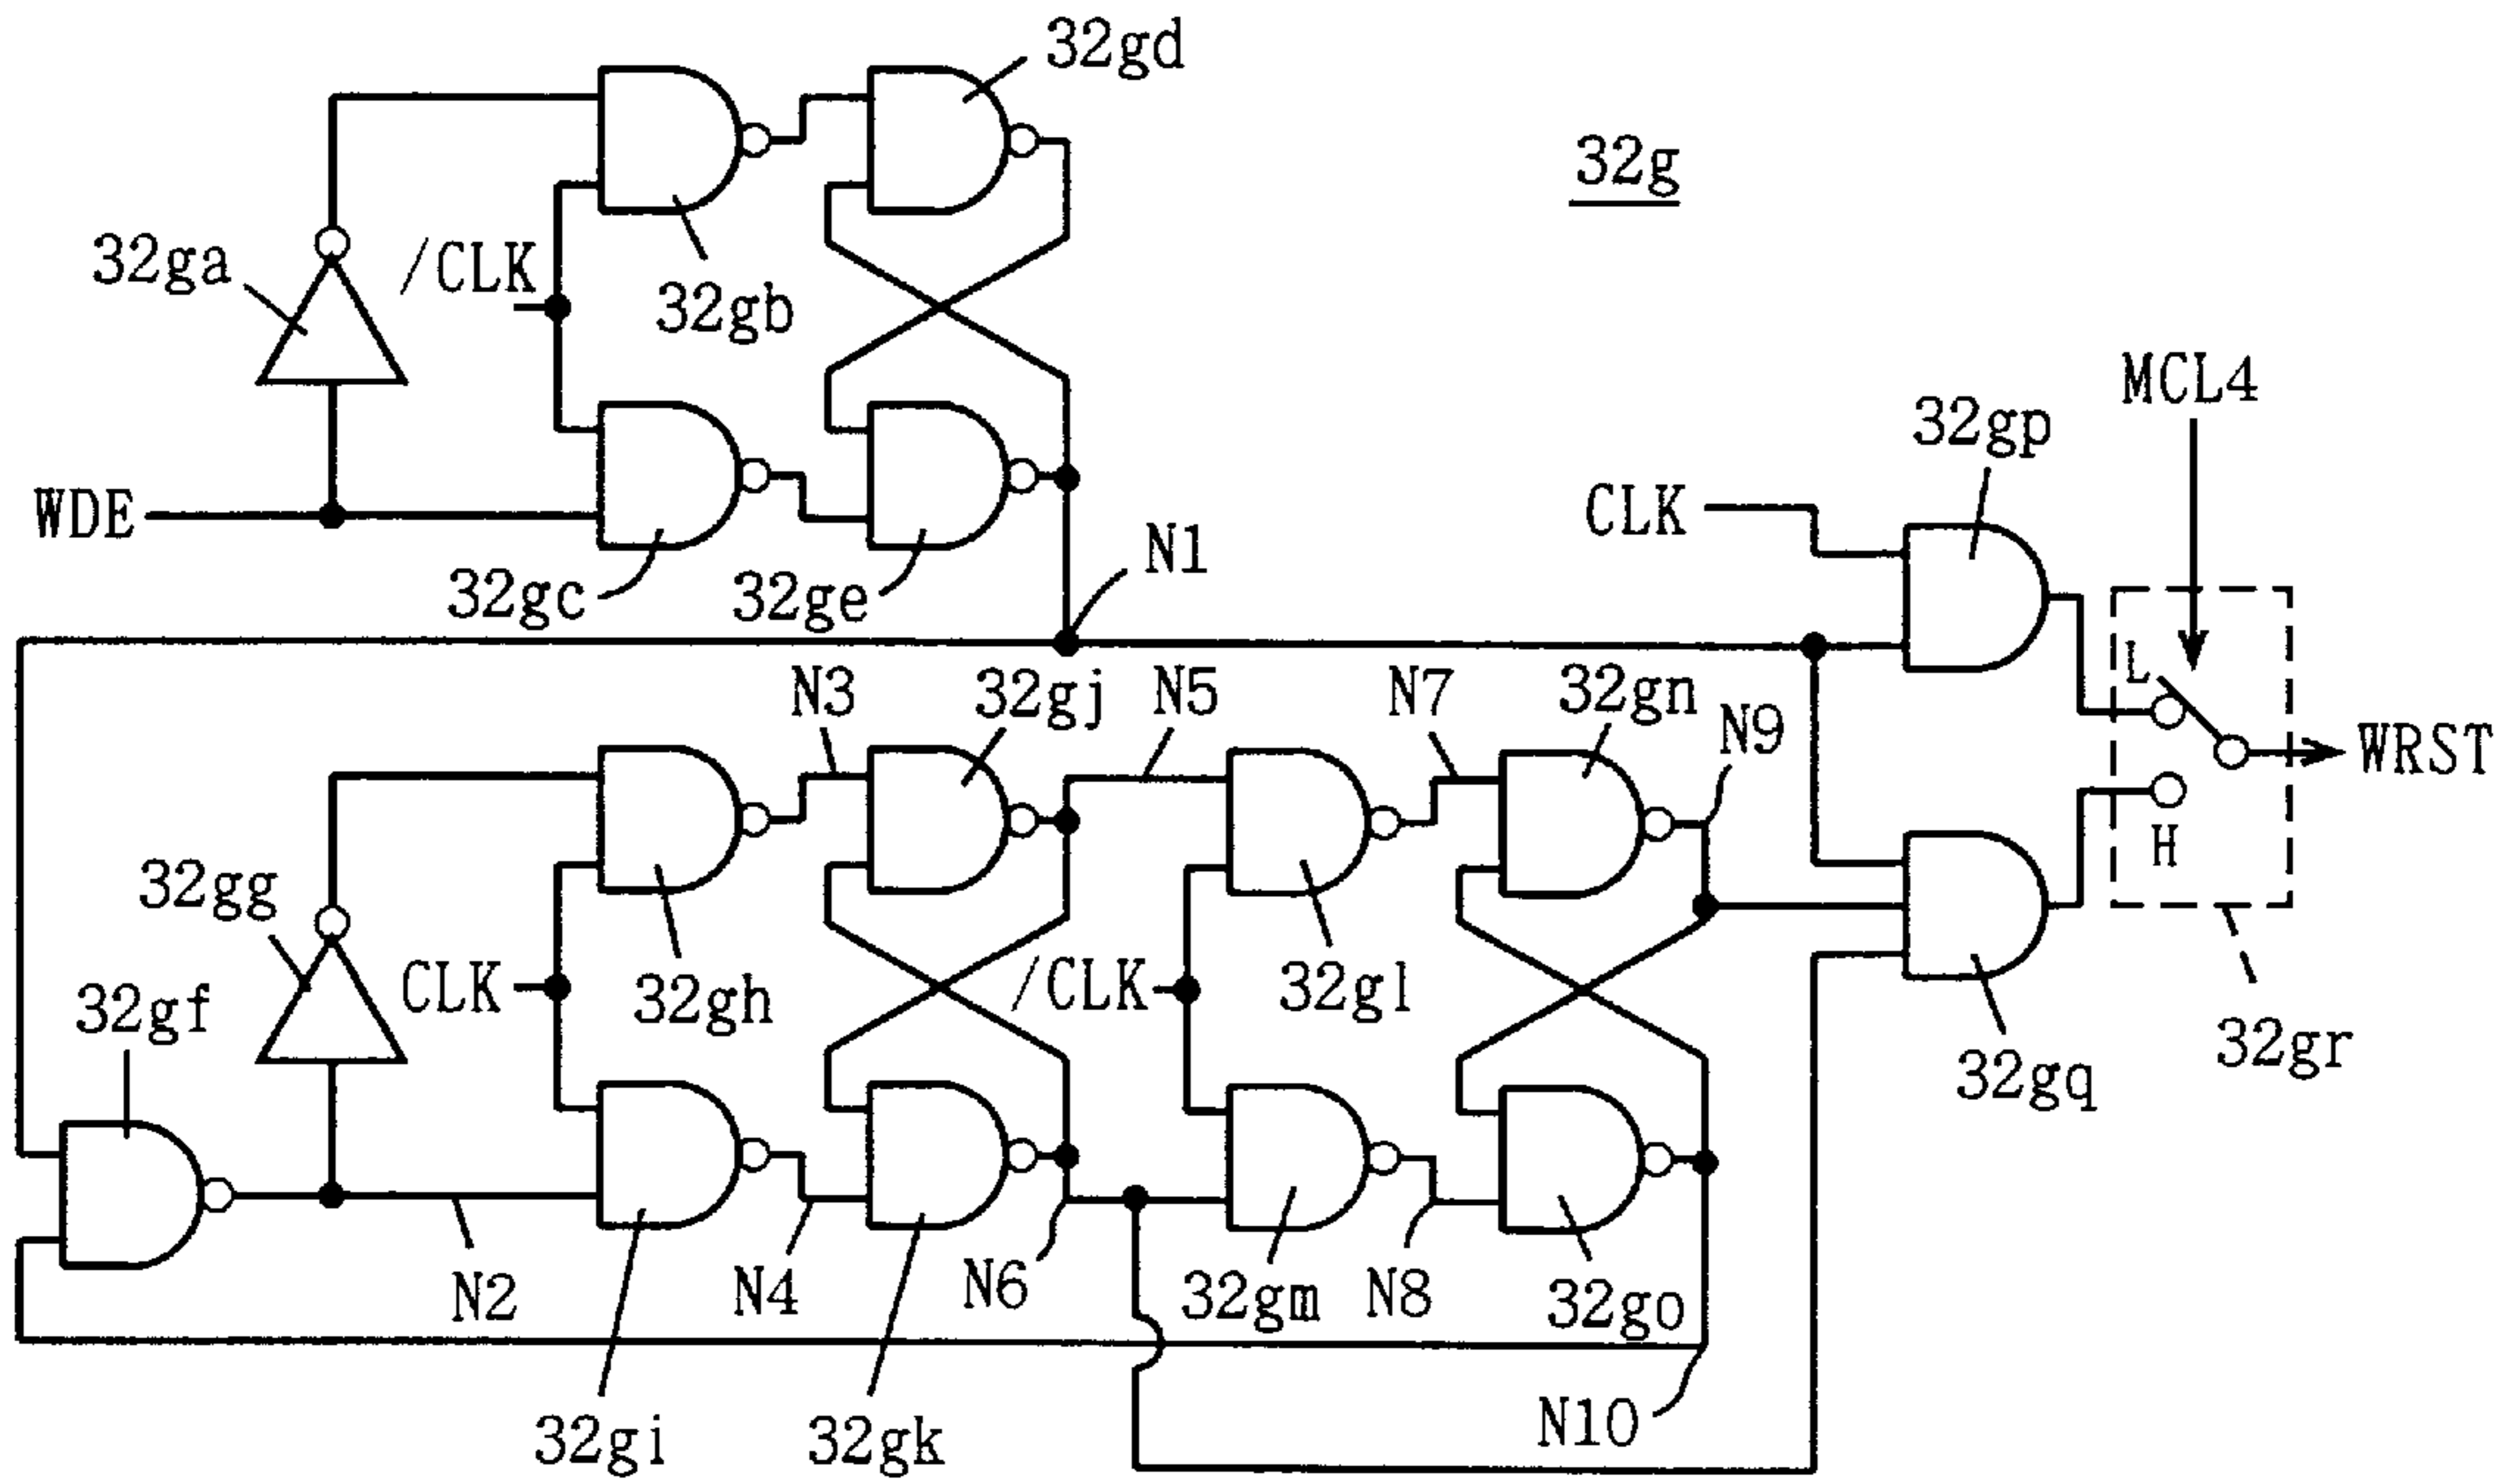 32gd
32g
32ga
/CLK
32gb
MCL4
32gp
WDE
CLK
N1
32gc
32ge
L
N3
32gj
N5
N7
32gn
N9
WRST
H
32gg
CLK
32gh
/CLK
32gl
32gf
32gr
32gq
N2
N4
N6
32gm
N8
32go
N10
32gi
32gk